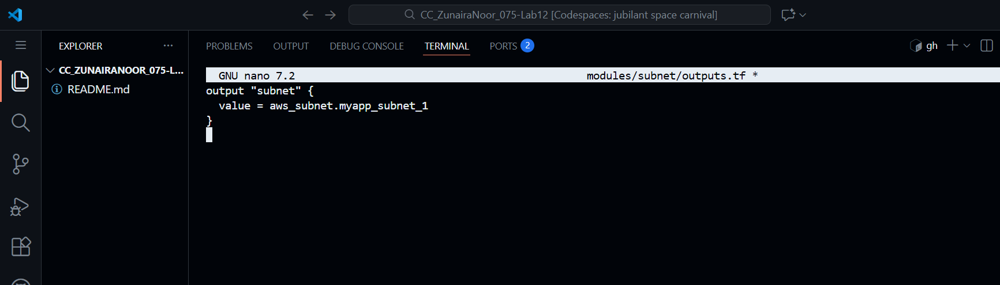 CC_ZunairaNoor_075-Lab12 [Codespaces: jubilant space carnival]
EXPLORER
CC_ZUNAIRANOOR_075-L...
README.md
PROBLEMS OUTPUT DEBUG CONSOLE TERMINAL PORTS 2
gh
GNU nano 7.2 modules/subnet/outputs.tf *
output "subnet" {
  value = aws_subnet.myapp_subnet_1
}